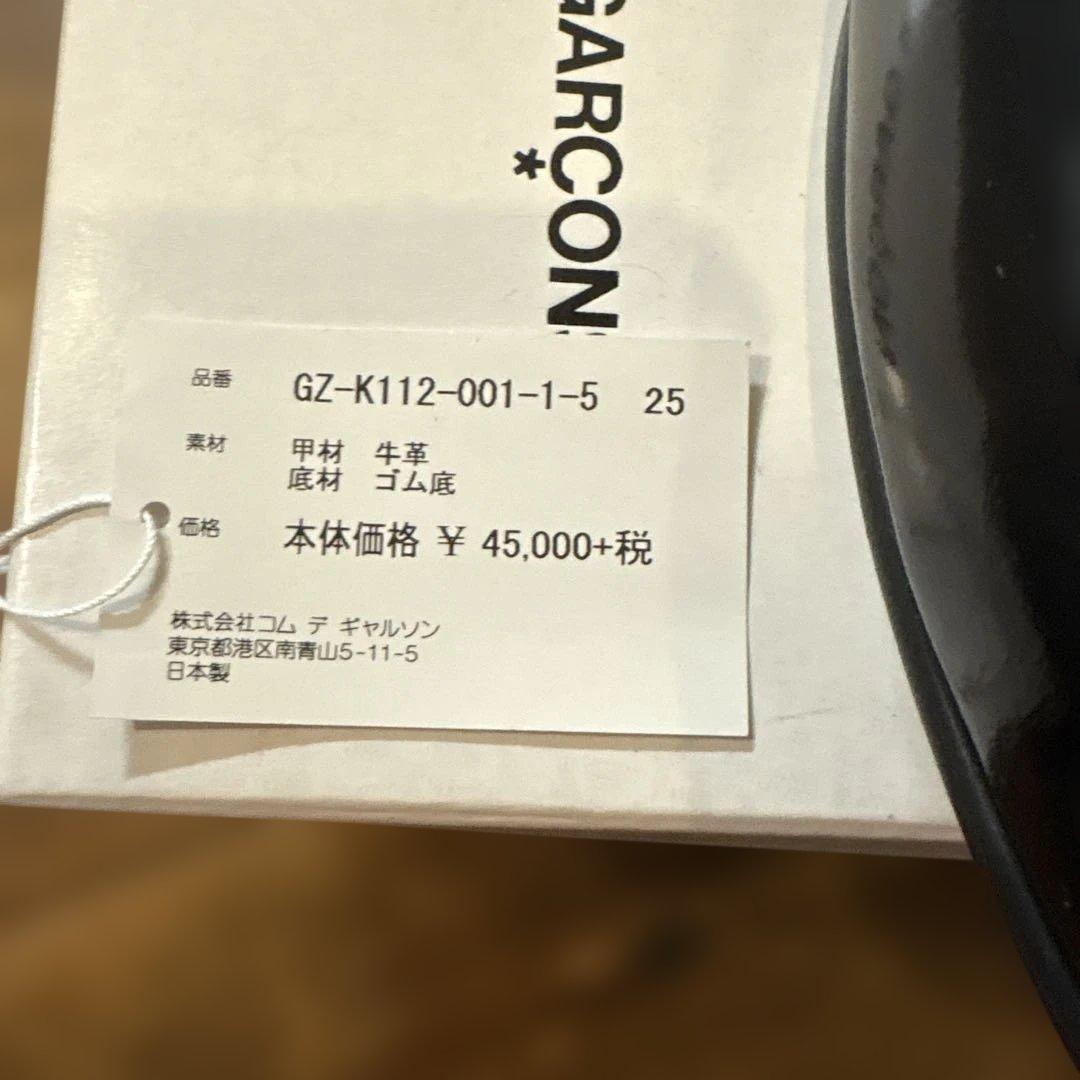 GARÇONS
品番 GZ-K112-001-1-5 25
素材 甲材 牛革
底材 ゴム底
価格 本体価格 ¥ 45,000+税
株式会社コム デ ギャルソン
東京都港区南青山5-11-5
日本製